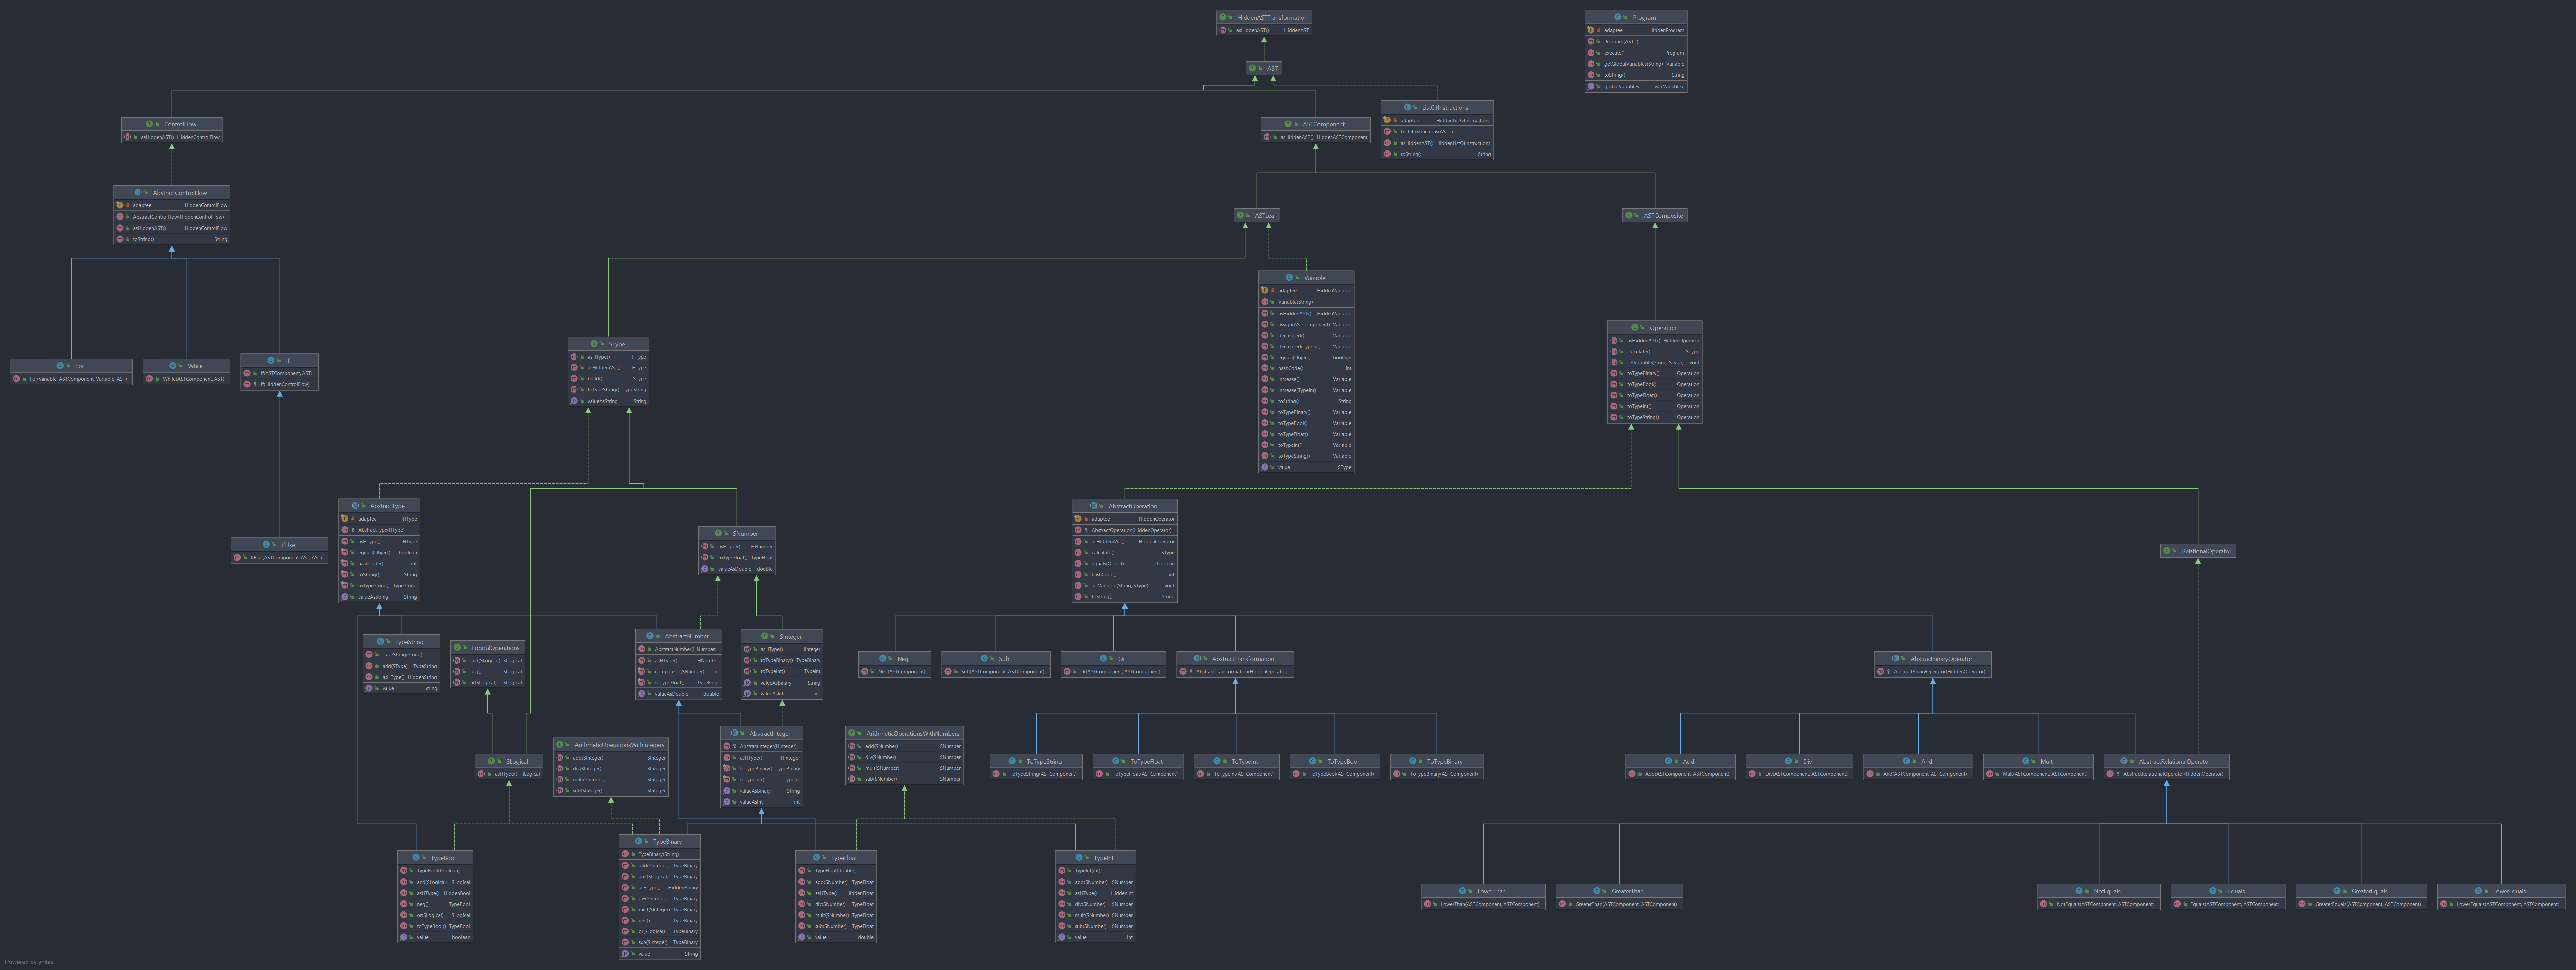 HiddenASTTransformation
asHiddenAST() HiddenAST
Program
adaptee HiddenProgram
Program(AST...)
execute() Program
getGlobalVariables(String) Variable
toString() String
globalVariables List<Variable>
AST
ControlFlow
asHiddenAST() HiddenControlFlow
ASTComponent
asHiddenAST() HiddenASTComponent
ListOfInstructions
adaptee HiddenListOfInstructions
ListOfInstructions(AST...)
asHiddenAST() HiddenListOfInstructions
toString() String
AbstractControlFlow
adaptee HiddenControlFlow
AbstractControlFlow(HiddenControlFlow)
asHiddenAST() HiddenControlFlow
toString() String
ASTLeaf
ASTComposite
Variable
adaptee HiddenVariable
Variable(String)
asHiddenAST() HiddenVariable
assign(ASTComponent) Variable
decreased() Variable
decreased(TypeInt) Variable
equals(Object) boolean
hashCode() int
increase() Variable
increase(TypeInt) Variable
toString() String
toTypeBinary() Variable
toTypeBool() Variable
toTypeFloat() Variable
toTypeInt() Variable
toTypeString() Variable
value SType
For
For(Variable, ASTComponent, Variable, AST)
While
While(ASTComponent, AST)
If
If(ASTComponent, AST)
If(HiddenControlFlow)
SType
asHType() HType
asHiddenAST() HType
build() SType
toTypeString() TypeString
valueAsString String
Operation
asHiddenAST() HiddenOperator
calculate() SType
setVariable(String, SType) void
toTypeBinary() Operation
toTypeBool() Operation
toTypeFloat() Operation
toTypeInt() Operation
toTypeString() Operation
IfElse
IfElse(ASTComponent, AST, AST)
AbstractType
adaptee HType
AbstractType(HType)
asHType() HType
equals(Object) boolean
hashCode() int
toString() String
toTypeString() TypeString
valueAsString String
SNumber
asHType() HNumber
toTypeFloat() TypeFloat
valueAsDouble double
AbstractOperation
adaptee HiddenOperator
AbstractOperation(HiddenOperator)
asHiddenAST() HiddenOperator
calculate() SType
equals(Object) boolean
hashCode() int
setVariable(String, SType) void
toString() String
RelationalOperator
TypeString
TypeString(String)
add(SType) TypeString
asHType() HiddenString
value String
LogicalOperations
and(SLogical) SLogical
neg() SLogical
or(SLogical) SLogical
AbstractNumber
AbstractNumber(HNumber)
asHType() HNumber
compareTo(SNumber) int
toTypeFloat() TypeFloat
valueAsDouble double
SInteger
asHType() HInteger
toTypeBinary() TypeBinary
toTypeInt() TypeInt
valueAsBinary String
valueAsInt int
Neg
Neg(ASTComponent)
Sub
Sub(ASTComponent, ASTComponent)
Or
Or(ASTComponent, ASTComponent)
AbstractTransformation
AbstractTransformation(HiddenOperator)
AbstractBinaryOperator
AbstractBinaryOperator(HiddenOperator)
SLogical
asHType() HLogical
ArithmeticOperationsWithIntegers
add(SInteger) SInteger
div(SInteger) SInteger
mult(SInteger) SInteger
sub(SInteger) SInteger
AbstractInteger
AbstractInteger(HInteger)
asHType() HInteger
toTypeBinary() TypeBinary
toTypeInt() TypeInt
valueAsBinary String
valueAsInt int
ArithmeticOperationsWithNumbers
add(SNumber) SNumber
div(SNumber) SNumber
mult(SNumber) SNumber
sub(SNumber) SNumber
ToTypeString
ToTypeString(ASTComponent)
ToTypeFloat
ToTypeFloat(ASTComponent)
ToTypeInt
ToTypeInt(ASTComponent)
ToTypeBool
ToTypeBool(ASTComponent)
ToTypeBinary
ToTypeBinary(ASTComponent)
Add
Add(ASTComponent, ASTComponent)
Div
Div(ASTComponent, ASTComponent)
And
And(ASTComponent, ASTComponent)
Mult
Mult(ASTComponent, ASTComponent)
AbstractRelationalOperator
AbstractRelationalOperator(HiddenOperator)
TypeBool
TypeBool(boolean)
and(SLogical) SLogical
asHType() HiddenBool
neg() TypeBool
or(SLogical) SLogical
toTypeBool() TypeBool
value boolean
TypeBinary
TypeBinary(String)
add(SInteger) TypeBinary
and(SLogical) TypeBinary
asHType() HiddenBinary
div(SInteger) TypeBinary
mult(SInteger) TypeBinary
neg() TypeBinary
or(SLogical) TypeBinary
sub(SInteger) TypeBinary
value String
TypeFloat
TypeFloat(double)
add(SNumber) TypeFloat
asHType() HiddenFloat
div(SNumber) TypeFloat
mult(SNumber) TypeFloat
sub(SNumber) TypeFloat
value double
TypeInt
TypeInt(int)
add(SNumber) SNumber
asHType() HiddenInt
div(SNumber) SNumber
mult(SNumber) SNumber
sub(SNumber) SNumber
value int
LowerThan
LowerThan(ASTComponent, ASTComponent)
GreaterThan
GreaterThan(ASTComponent, ASTComponent)
NotEquals
NotEquals(ASTComponent, ASTComponent)
Equals
Equals(ASTComponent, ASTComponent)
GreaterEquals
GreaterEquals(ASTComponent, ASTComponent)
LowerEquals
LowerEquals(ASTComponent, ASTComponent)
Powered by yFiles